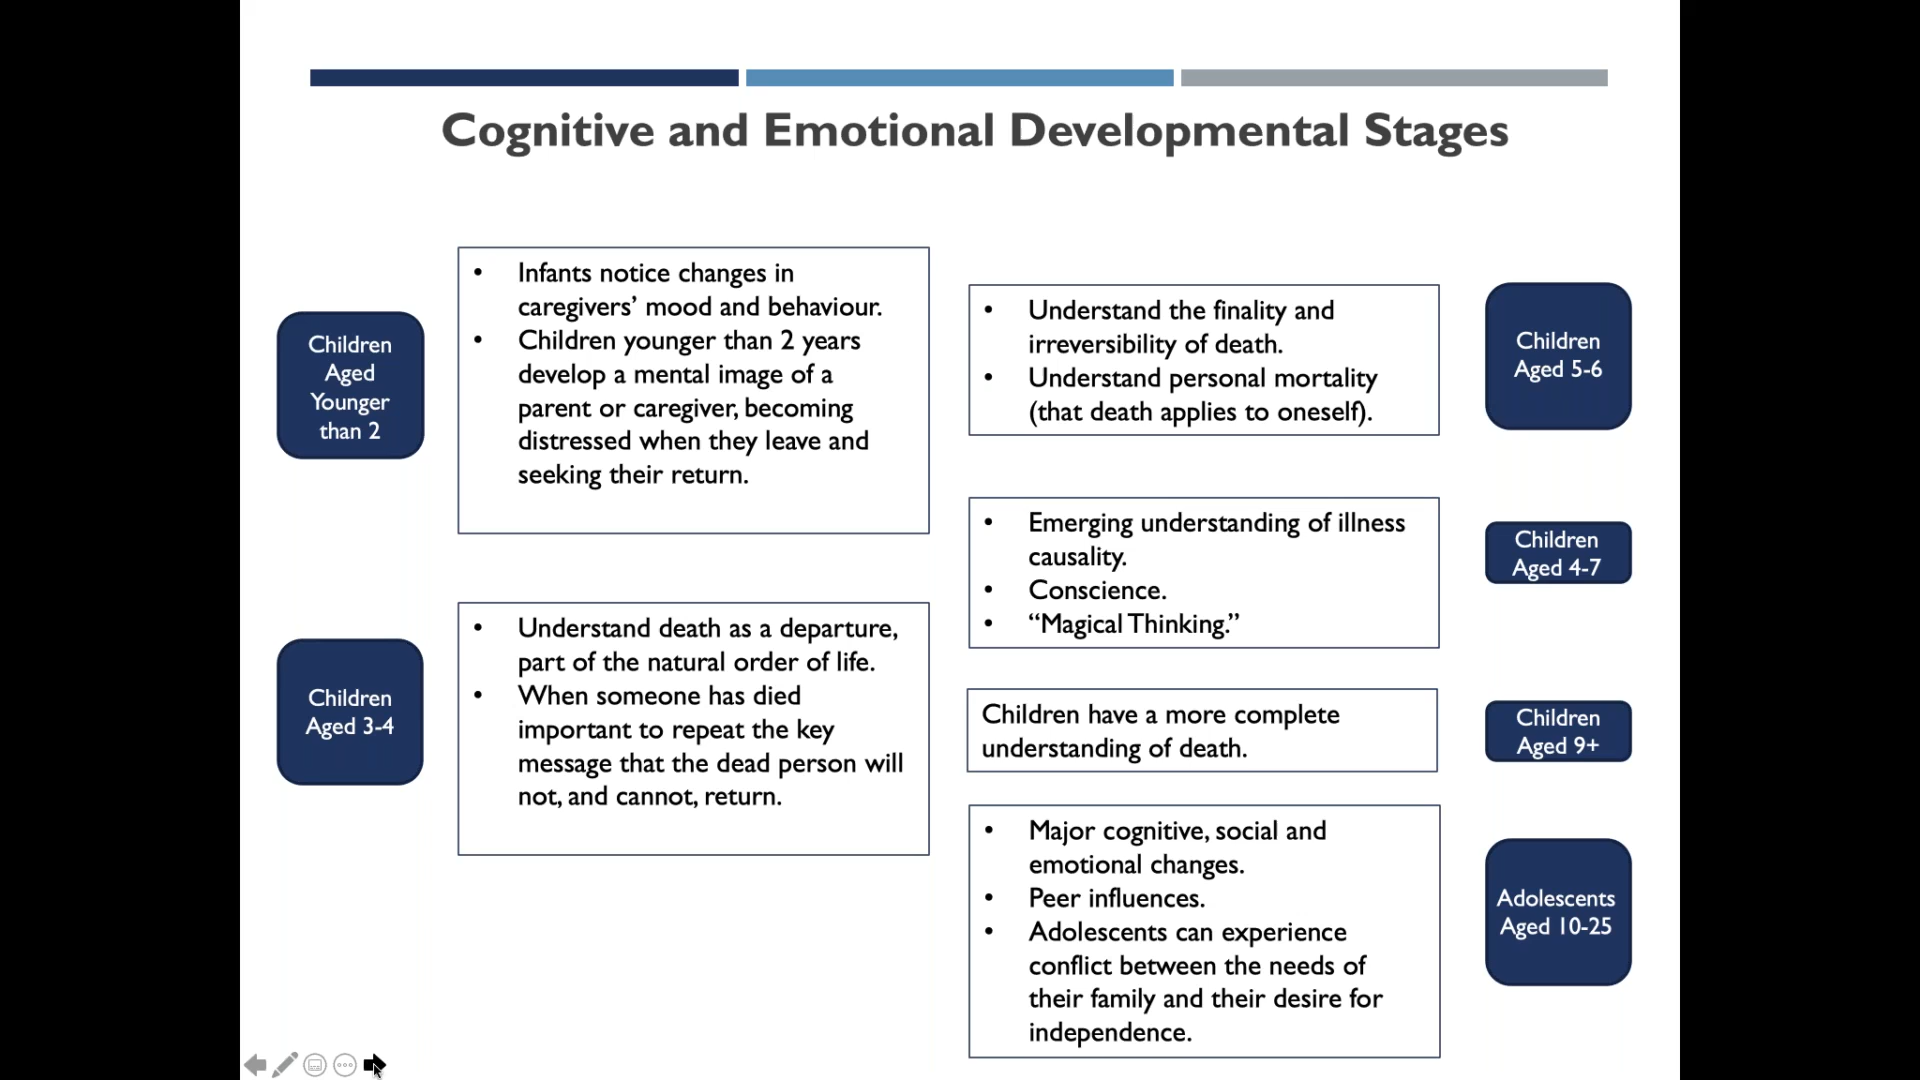 Cognitive and Emotional Developmental Stages
Children
Aged
Younger
than 2
• Infants notice changes in
caregivers’ mood and behaviour.
• Children younger than 2 years
develop a mental image of a
parent or caregiver, becoming
distressed when they leave and
seeking their return.
Children
Aged 3-4
• Understand death as a departure,
part of the natural order of life.
• When someone has died
important to repeat the key
message that the dead person will
not, and cannot, return.
• Understand the finality and
irreversibility of death.
• Understand personal mortality
(that death applies to oneself).
Children
Aged 5-6
• Emerging understanding of illness
causality.
• Conscience.
• “Magical Thinking.”
Children
Aged 4-7
Children have a more complete
understanding of death.
Children
Aged 9+
• Major cognitive, social and
emotional changes.
• Peer influences.
• Adolescents can experience
conflict between the needs of
their family and their desire for
independence.
Adolescents
Aged 10-25